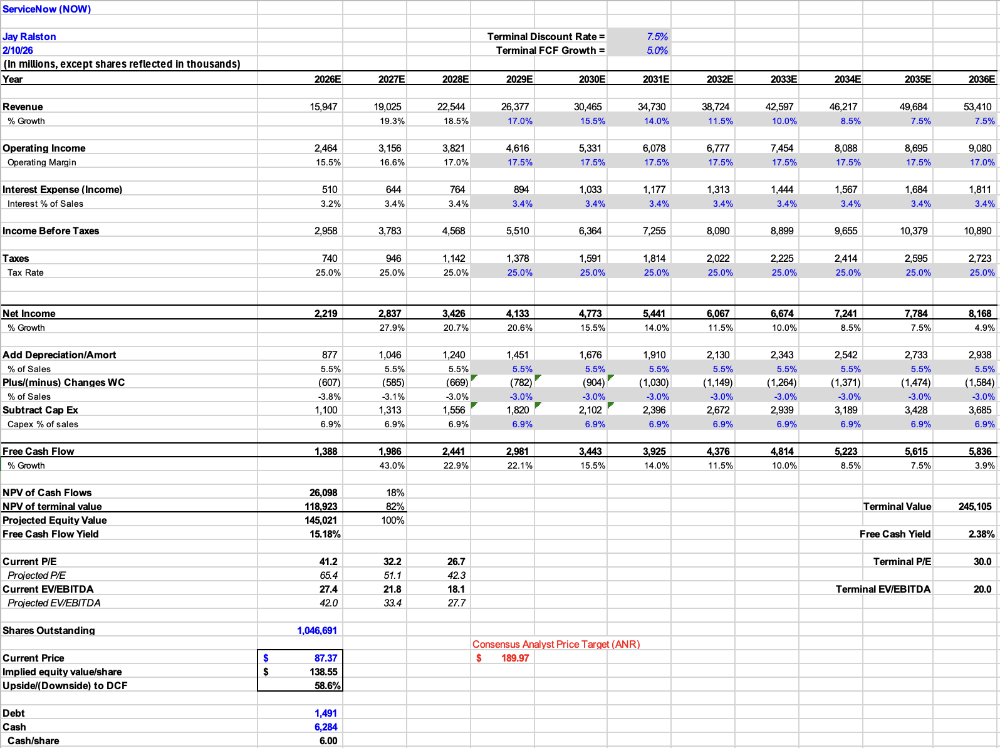 ServiceNow (NOW)
Jay Ralston Terminal Discount Rate = 7.5%
2/10/26 Terminal FCF Growth = 5.0%
(In millions, except shares reflected in thousands)
Year 2026E 2027E 2028E 2029E 2030E 2031E 2032E 2033E 2034E 2035E 2036E
Revenue 15,947 19,025 22,544 26,377 30,465 34,730 38,724 42,597 46,217 49,684 53,410
% Growth 19.3% 18.5% 17.0% 15.5% 14.0% 11.5% 10.0% 8.5% 7.5% 7.5%
Operating Income 2,464 3,156 3,821 4,616 5,331 6,078 6,777 7,454 8,088 8,695 9,080
Operating Margin 15.5% 16.6% 17.0% 17.5% 17.5% 17.5% 17.5% 17.5% 17.5% 17.5% 17.0%
Interest Expense (Income) 510 644 764 894 1,033 1,177 1,313 1,444 1,567 1,684 1,811
Interest % of Sales 3.2% 3.4% 3.4% 3.4% 3.4% 3.4% 3.4% 3.4% 3.4% 3.4% 3.4%
Income Before Taxes 2,958 3,783 4,568 5,510 6,364 7,255 8,090 8,899 9,655 10,379 10,890
Taxes 740 946 1,142 1,378 1,591 1,814 2,022 2,225 2,414 2,595 2,723
Tax Rate 25.0% 25.0% 25.0% 25.0% 25.0% 25.0% 25.0% 25.0% 25.0% 25.0% 25.0%
Net Income 2,219 2,837 3,426 4,133 4,773 5,441 6,067 6,674 7,241 7,784 8,168
% Growth 27.9% 20.7% 20.6% 15.5% 14.0% 11.5% 10.0% 8.5% 7.5% 4.9%
Add Depreciation/Amort 877 1,046 1,240 1,451 1,676 1,910 2,130 2,343 2,542 2,733 2,938
% of Sales 5.5% 5.5% 5.5% 5.5% 5.5% 5.5% 5.5% 5.5% 5.5% 5.5% 5.5%
Plus/(minus) Changes WC (607) (585) (669) (782) (904) (1,030) (1,149) (1,264) (1,371) (1,474) (1,584)
% of Sales -3.8% -3.1% -3.0% -3.0% -3.0% -3.0% -3.0% -3.0% -3.0% -3.0% -3.0%
Subtract Cap Ex 1,100 1,313 1,556 1,820 2,102 2,396 2,672 2,939 3,189 3,428 3,685
Capex % of sales 6.9% 6.9% 6.9% 6.9% 6.9% 6.9% 6.9% 6.9% 6.9% 6.9% 6.9%
Free Cash Flow 1,388 1,986 2,441 2,981 3,443 3,925 4,376 4,814 5,223 5,615 5,836
% Growth 43.0% 22.9% 22.1% 15.5% 14.0% 11.5% 10.0% 8.5% 7.5% 3.9%
NPV of Cash Flows 26,098 18%
NPV of terminal value 118,923 82% Terminal Value 245,105
Projected Equity Value 145,021 100%
Free Cash Flow Yield 15.18% Free Cash Yield 2.38%
Current P/E 41.2 32.2 26.7 Terminal P/E 30.0
Projected P/E 65.4 51.1 42.3
Current EV/EBITDA 27.4 21.8 18.1 Terminal EV/EBITDA 20.0
Projected EV/EBITDA 42.0 33.4 27.7
Shares Outstanding 1,046,691
Consensus Analyst Price Target (ANR)
Current Price $ 87.37 $ 189.97
Implied equity value/share $ 138.55
Upside/(Downside) to DCF 58.6%
Debt 1,491
Cash 6,284
Cash/share 6.00